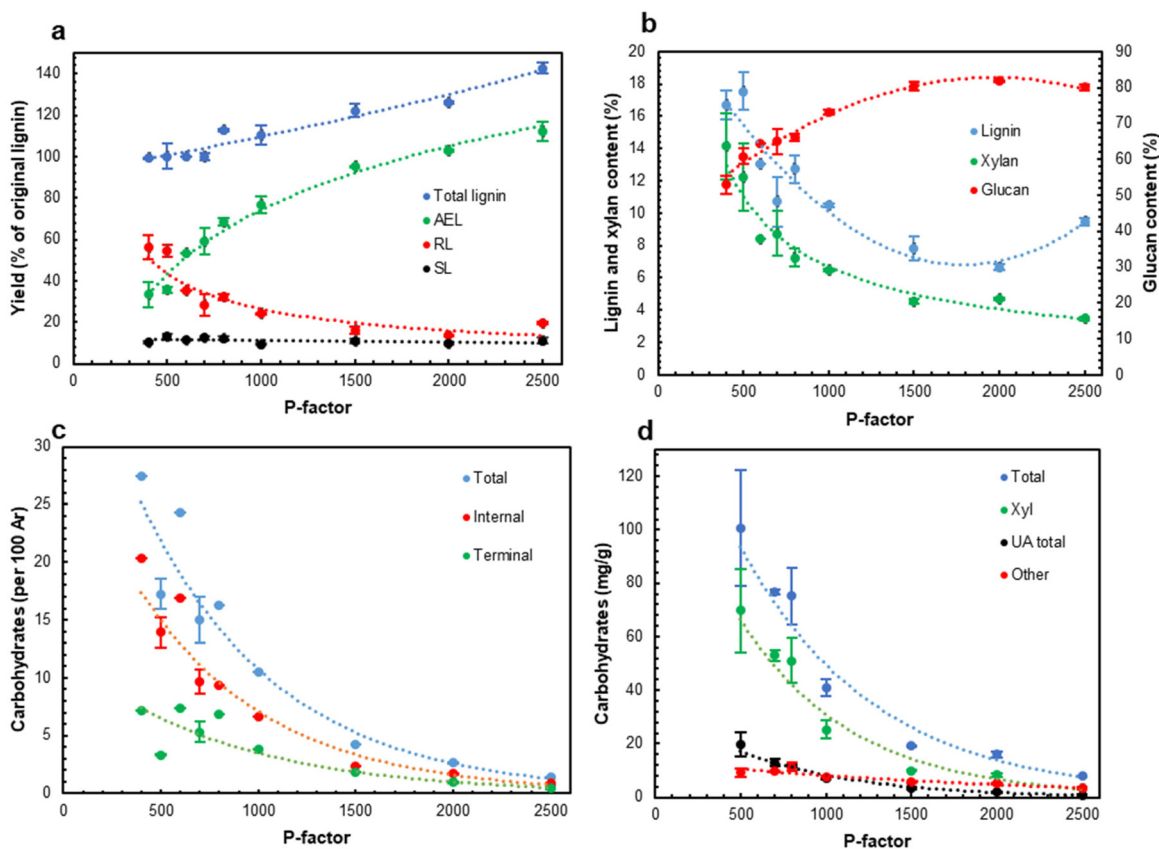 a
Yield (% of original lignin)
140
120
100
80
60
40
20
0
Total lignin
AEL
RL
SL
0 500 1000 1500 2000 2500
P-factor
b
Lignin and xylan content (%)
20
18
16
14
12
10
8
6
4
2
0
Lignin
Xylan
Glucan
90
80
70
60
50
40
30
20
10
0
Glucan content (%)
0 500 1000 1500 2000 2500
P-factor
c
Carbohydrates (per 100 Ar)
30
25
20
15
10
5
0
Total
Internal
Terminal
0 500 1000 1500 2000 2500
P-factor
d
Carbohydrates (mg/g)
120
100
80
60
40
20
0
Total
Xyl
UA total
Other
0 500 1000 1500 2000 2500
P-factor